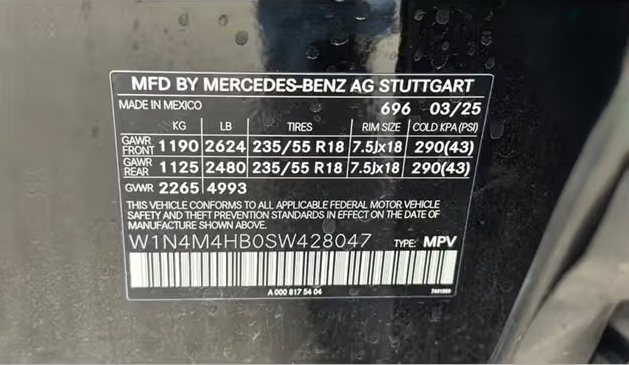 MFD BY MERCEDES-BENZ AG STUTTGART
MADE IN MEXICO 696 03/25
KG LB TIRES RIM SIZE COLD KPA (PSI)
GAWR FRONT 1190 2624 235/55 R18 7.5Jx18 290(43)
GAWR REAR 1125 2480 235/55 R18 7.5Jx18 290(43)
GVWR 2265 4993
THIS VEHICLE CONFORMS TO ALL APPLICABLE FEDERAL MOTOR VEHICLE
SAFETY AND THEFT PREVENTION STANDARDS IN EFFECT ON THE DATE OF
MANUFACTURE SHOWN ABOVE.
W1N4M4HB0SW428047 TYPE: MPV
A 000 817 54 04